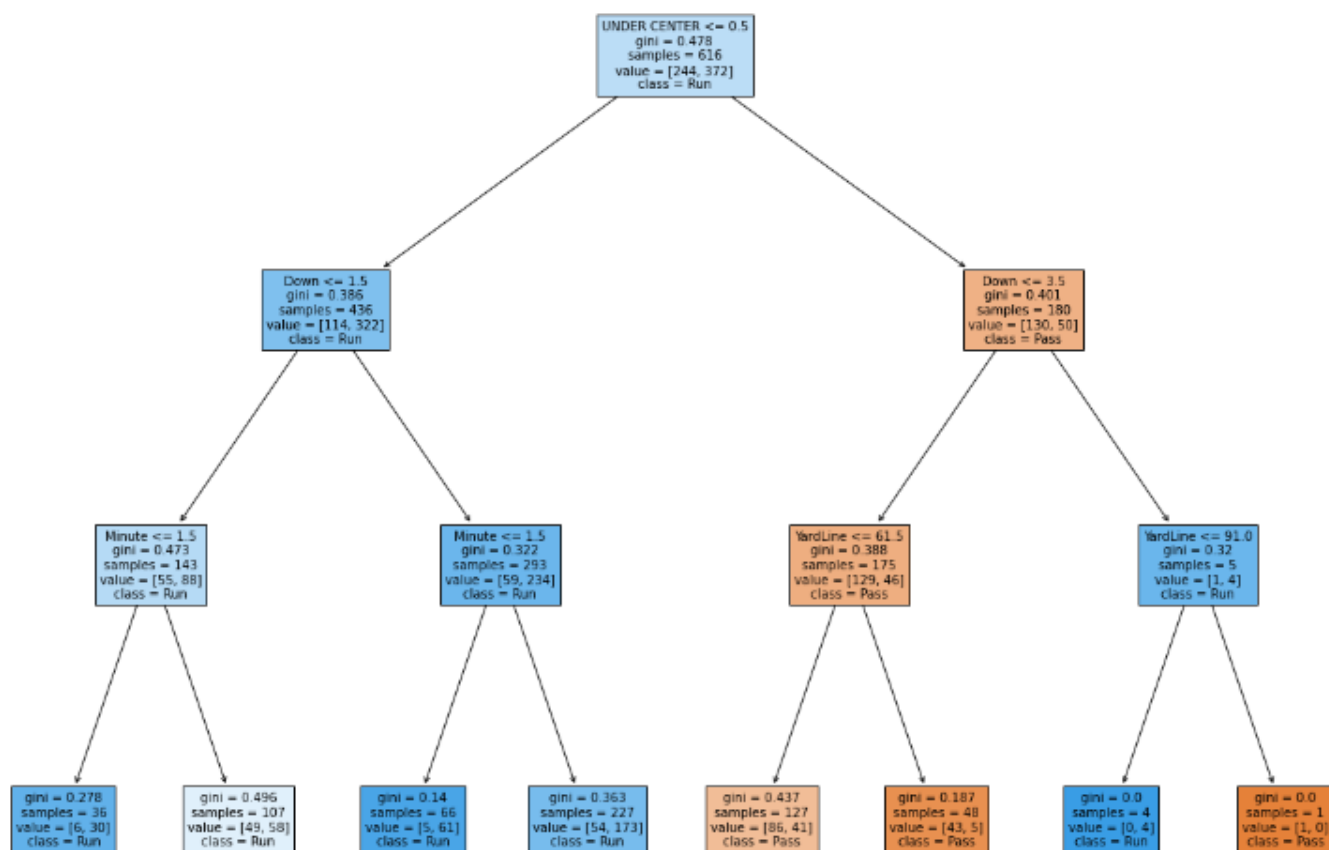 UNDER CENTER <= 0.5
gini = 0.478
samples = 616
value = [244, 372]
class = Run
Down <= 1.5
gini = 0.386
samples = 436
value = [114, 322]
class = Run
Down <= 3.5
gini = 0.401
samples = 180
value = [130, 50]
class = Pass
Minute <= 1.5
gini = 0.473
samples = 143
value = [55, 88]
class = Run
Minute <= 1.5
gini = 0.322
samples = 293
value = [59, 234]
class = Run
YardLine <= 61.5
gini = 0.388
samples = 175
value = [129, 46]
class = Pass
YardLine <= 91.0
gini = 0.32
samples = 5
value = [1, 4]
class = Run
gini = 0.278
samples = 36
value = [6, 30]
class = Run
gini = 0.496
samples = 107
value = [49, 58]
class = Run
gini = 0.14
samples = 66
value = [5, 61]
class = Run
gini = 0.363
samples = 227
value = [54, 173]
class = Run
gini = 0.437
samples = 127
value = [86, 41]
class = Pass
gini = 0.187
samples = 48
value = [43, 5]
class = Pass
gini = 0.0
samples = 4
value = [0, 4]
class = Run
gini = 0.0
samples = 1
value = [1, 0]
class = Pass